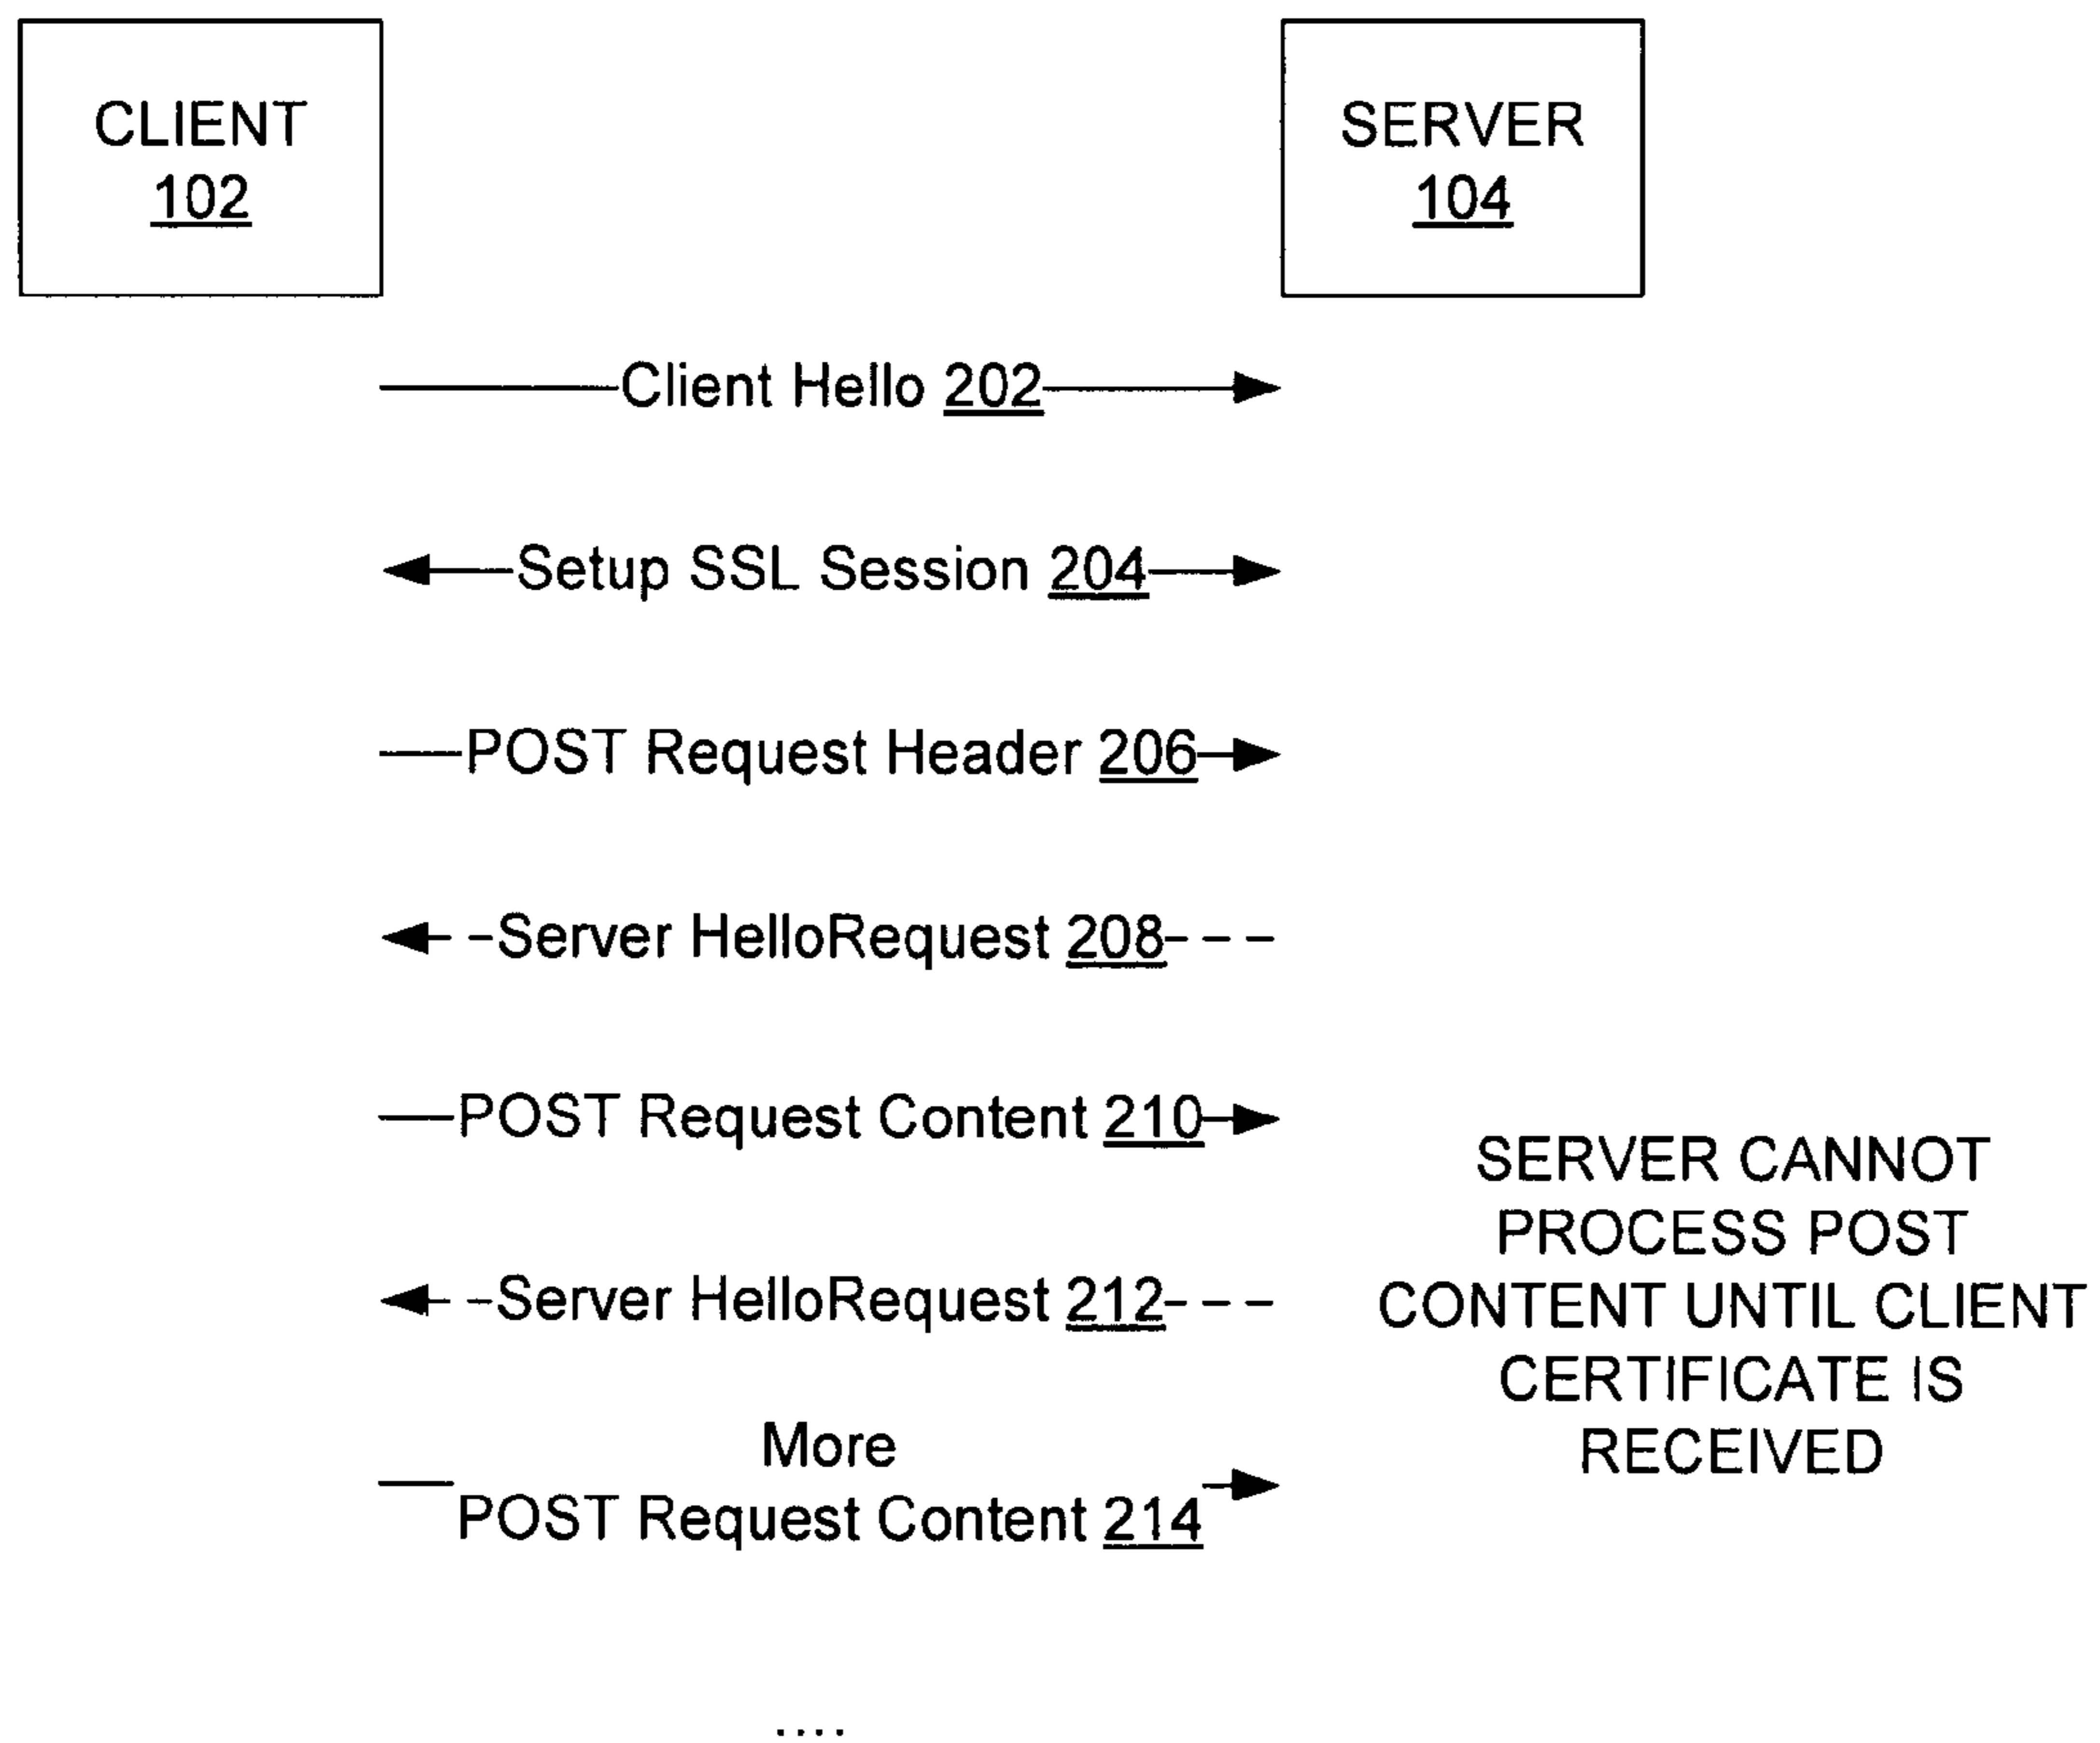 CLIENT
102
SERVER
104
Client Hello 202
Setup SSL Session 204
POST Request Header 206
Server HelloRequest 208
POST Request Content 210
Server HelloRequest 212
More
POST Request Content 214
SERVER CANNOT
PROCESS POST
CONTENT UNTIL CLIENT
CERTIFICATE IS
RECEIVED
....